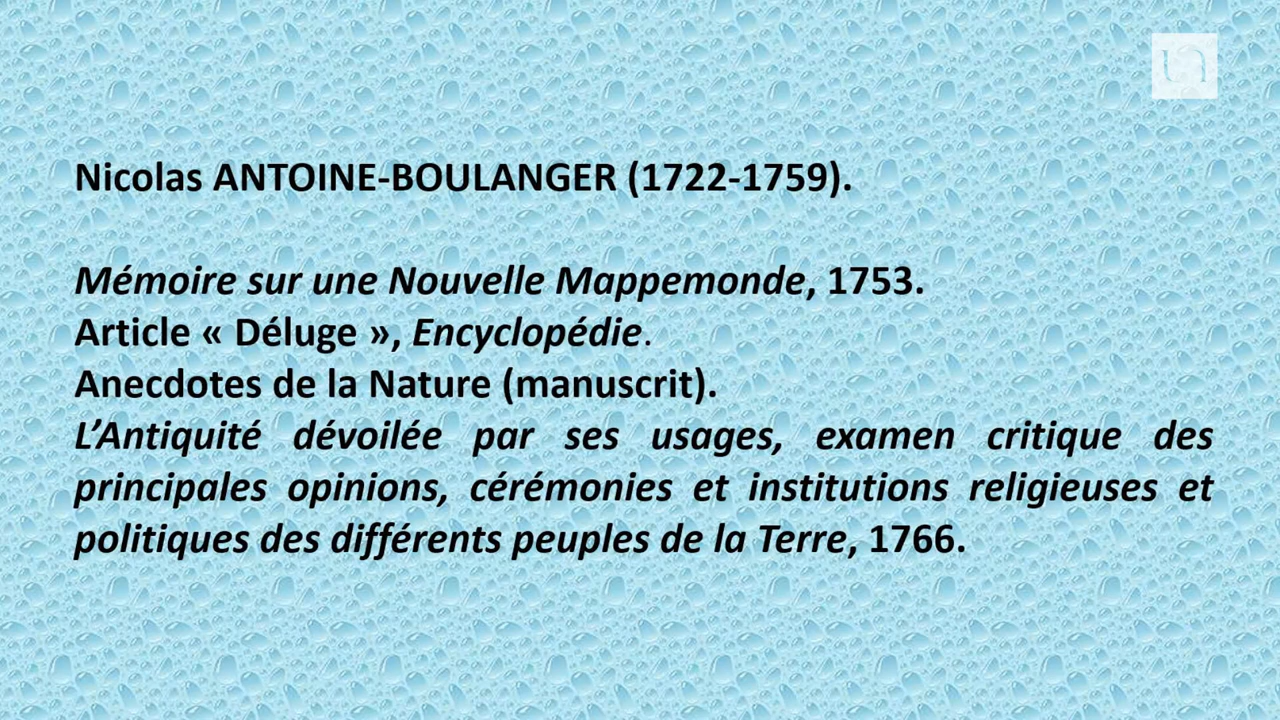 Nicolas ANTOINE-BOULANGER (1722-1759).
Mémoire sur une Nouvelle Mappemonde, 1753.
Article « Déluge », Encyclopédie.
Anecdotes de la Nature (manuscrit).
L’Antiquité dévoilée par ses usages, examen critique des
principales opinions, cérémonies et institutions religieuses et
politiques des différents peuples de la Terre, 1766.